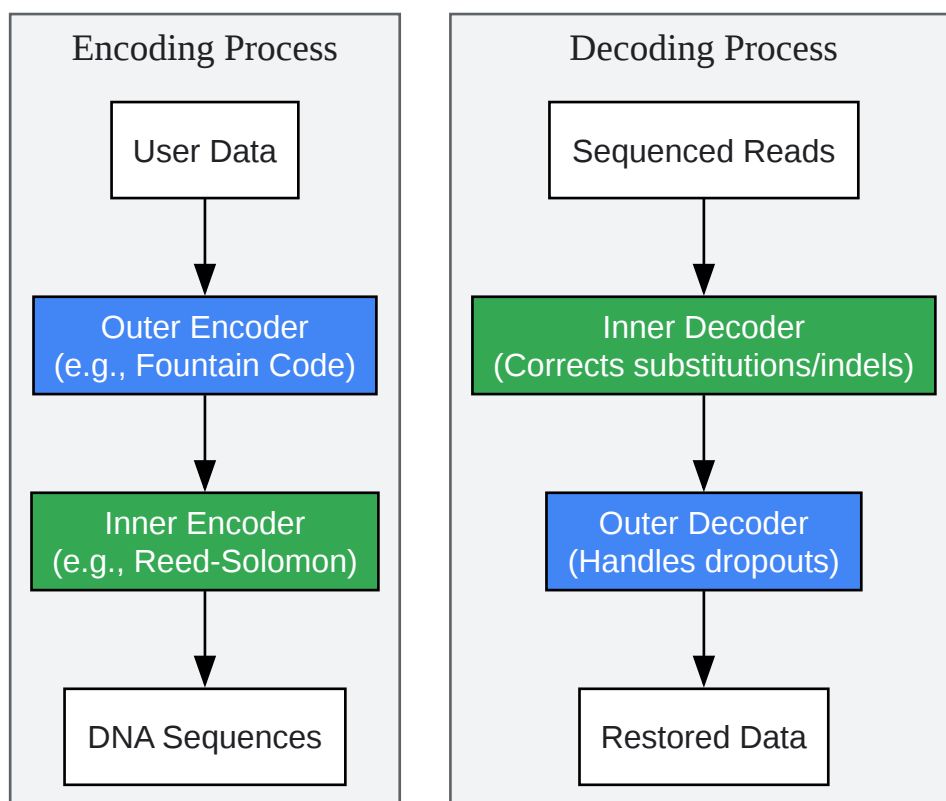 Encoding Process
User Data
Outer Encoder
(e.g., Fountain Code)
Inner Encoder
(e.g., Reed-Solomon)
DNA Sequences
Decoding Process
Sequenced Reads
Inner Decoder
(Corrects substitutions/indels)
Outer Decoder
(Handles dropouts)
Restored Data